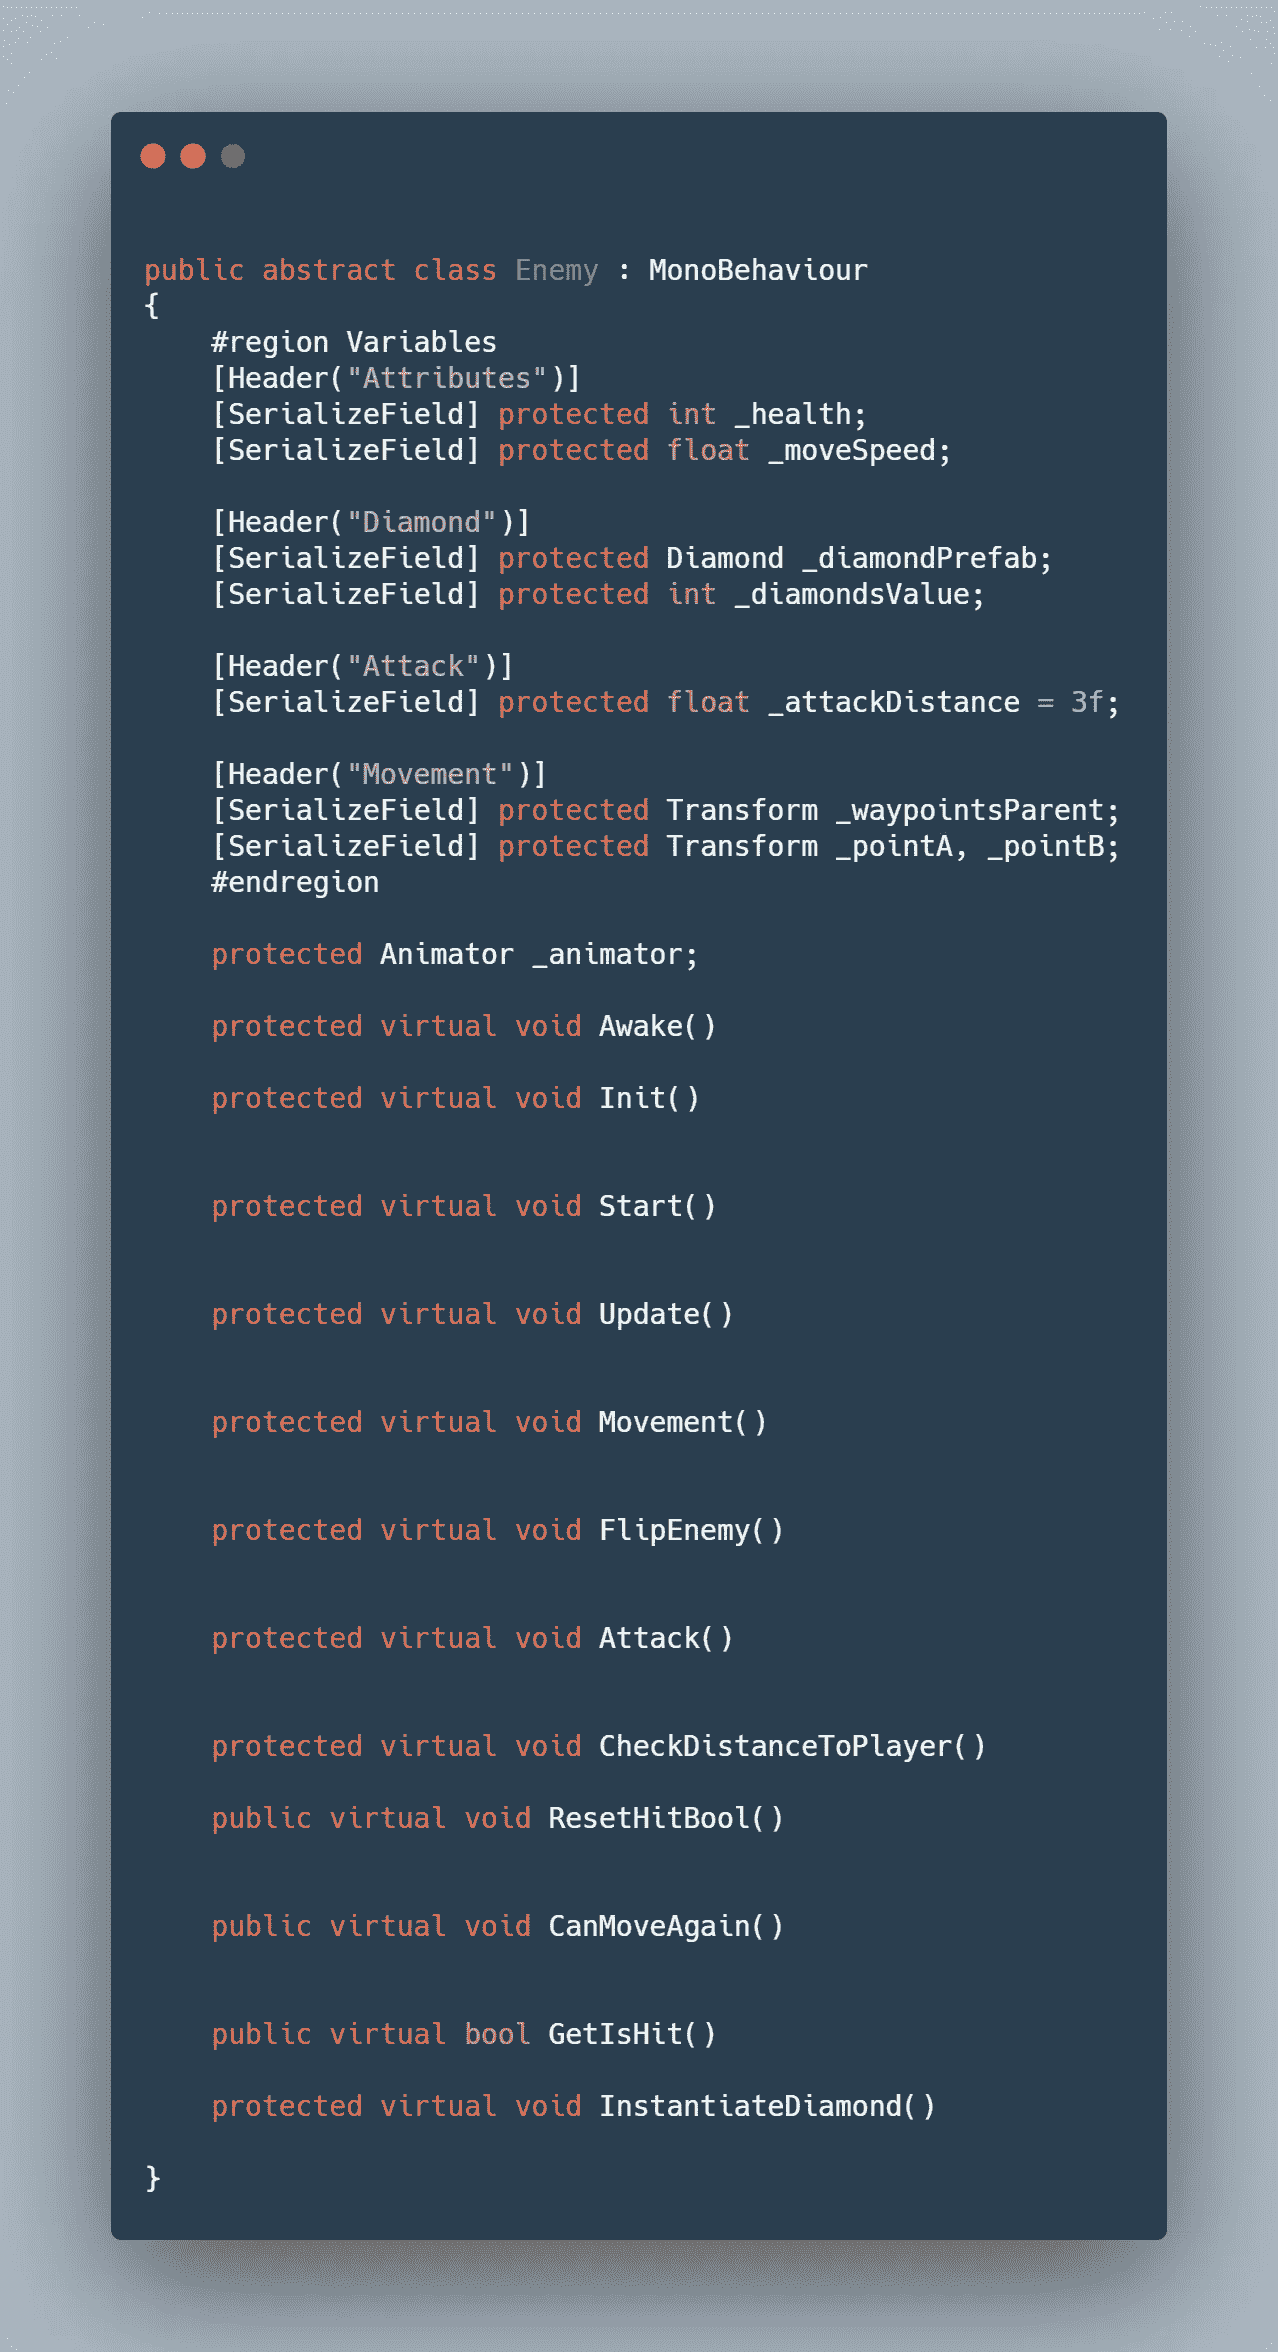 public abstract class Enemy : MonoBehaviour
{
    #region Variables
    [Header("Attributes")]
    [SerializeField] protected int _health;
    [SerializeField] protected float _moveSpeed;

    [Header("Diamond")]
    [SerializeField] protected Diamond _diamondPrefab;
    [SerializeField] protected int _diamondsValue;

    [Header("Attack")]
    [SerializeField] protected float _attackDistance = 3f;

    [Header("Movement")]
    [SerializeField] protected Transform _waypointsParent;
    [SerializeField] protected Transform _pointA, _pointB;
    #endregion

    protected Animator _animator;

    protected virtual void Awake()

    protected virtual void Init()

    protected virtual void Start()

    protected virtual void Update()

    protected virtual void Movement()

    protected virtual void FlipEnemy()

    protected virtual void Attack()

    protected virtual void CheckDistanceToPlayer()

    public virtual void ResetHitBool()

    public virtual void CanMoveAgain()

    public virtual bool GetIsHit()

    protected virtual void InstantiateDiamond()

}